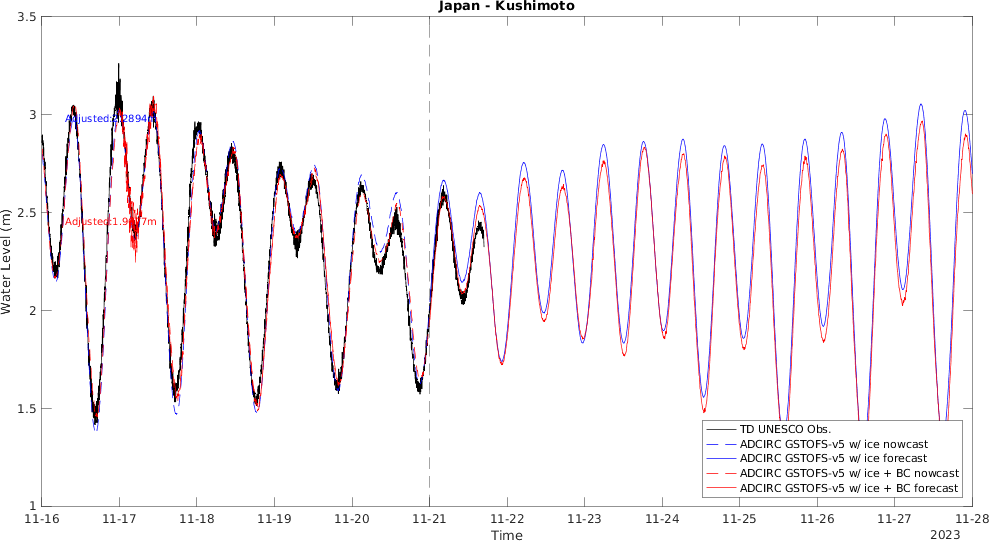 Japan - Kushimoto
3.5
3
2.5
2
1.5
1
Water Level (m)
Adjusted:
Adjusted:
TD UNESCO Obs.
ADCIRC GSTOFS-v5 w/ ice nowcast
ADCIRC GSTOFS-v5 w/ ice forecast
ADCIRC GSTOFS-v5 w/ ice + BC nowcast
ADCIRC GSTOFS-v5 w/ ice + BC forecast
11-16 11-17 11-18 11-19 11-20 11-21 11-22 11-23 11-24 11-25 11-26 11-27 11-28
Time
2023